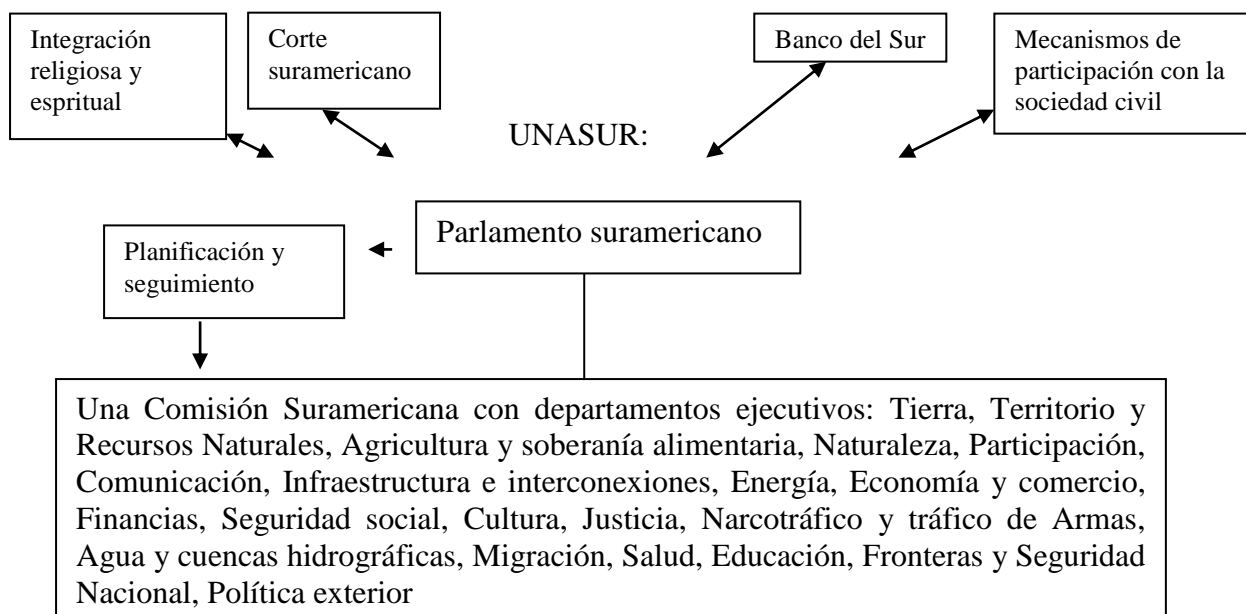 Integración
religiosa y
espritual
Corte
suramericano
Banco del Sur
Mecanismos de
participación con la
sociedad civil
UNASUR:
Parlamento suramericano
Planificación y
seguimiento
Una Comisión Suramericana con departamentos ejecutivos: Tierra, Territorio y
Recursos Naturales, Agricultura y soberanía alimentaria, Naturaleza, Participación,
Comunicación, Infraestructura e interconexiones, Energía, Economía y comercio,
Financias, Seguridad social, Cultura, Justicia, Narcotráfico y tráfico de Armas,
Agua y cuencas hidrográficas, Migración, Salud, Educación, Fronteras y Seguridad
Nacional, Política exterior